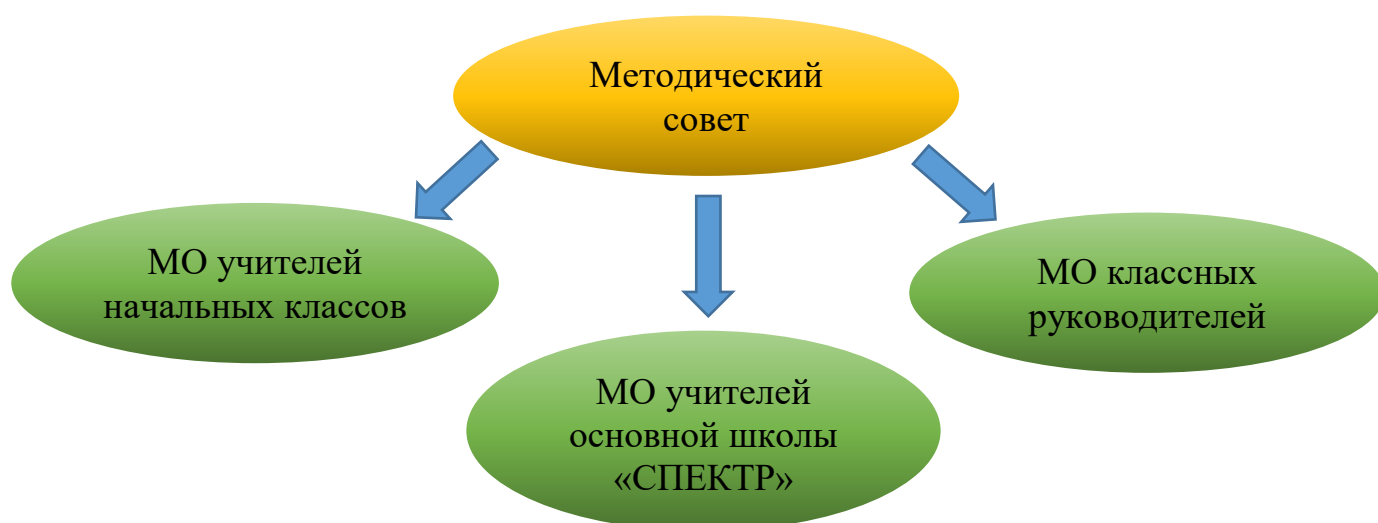 Методический
совет
МО учителей
начальных классов
МО классных
руководителей
МО учителей
основной школы
«СПЕКТР»